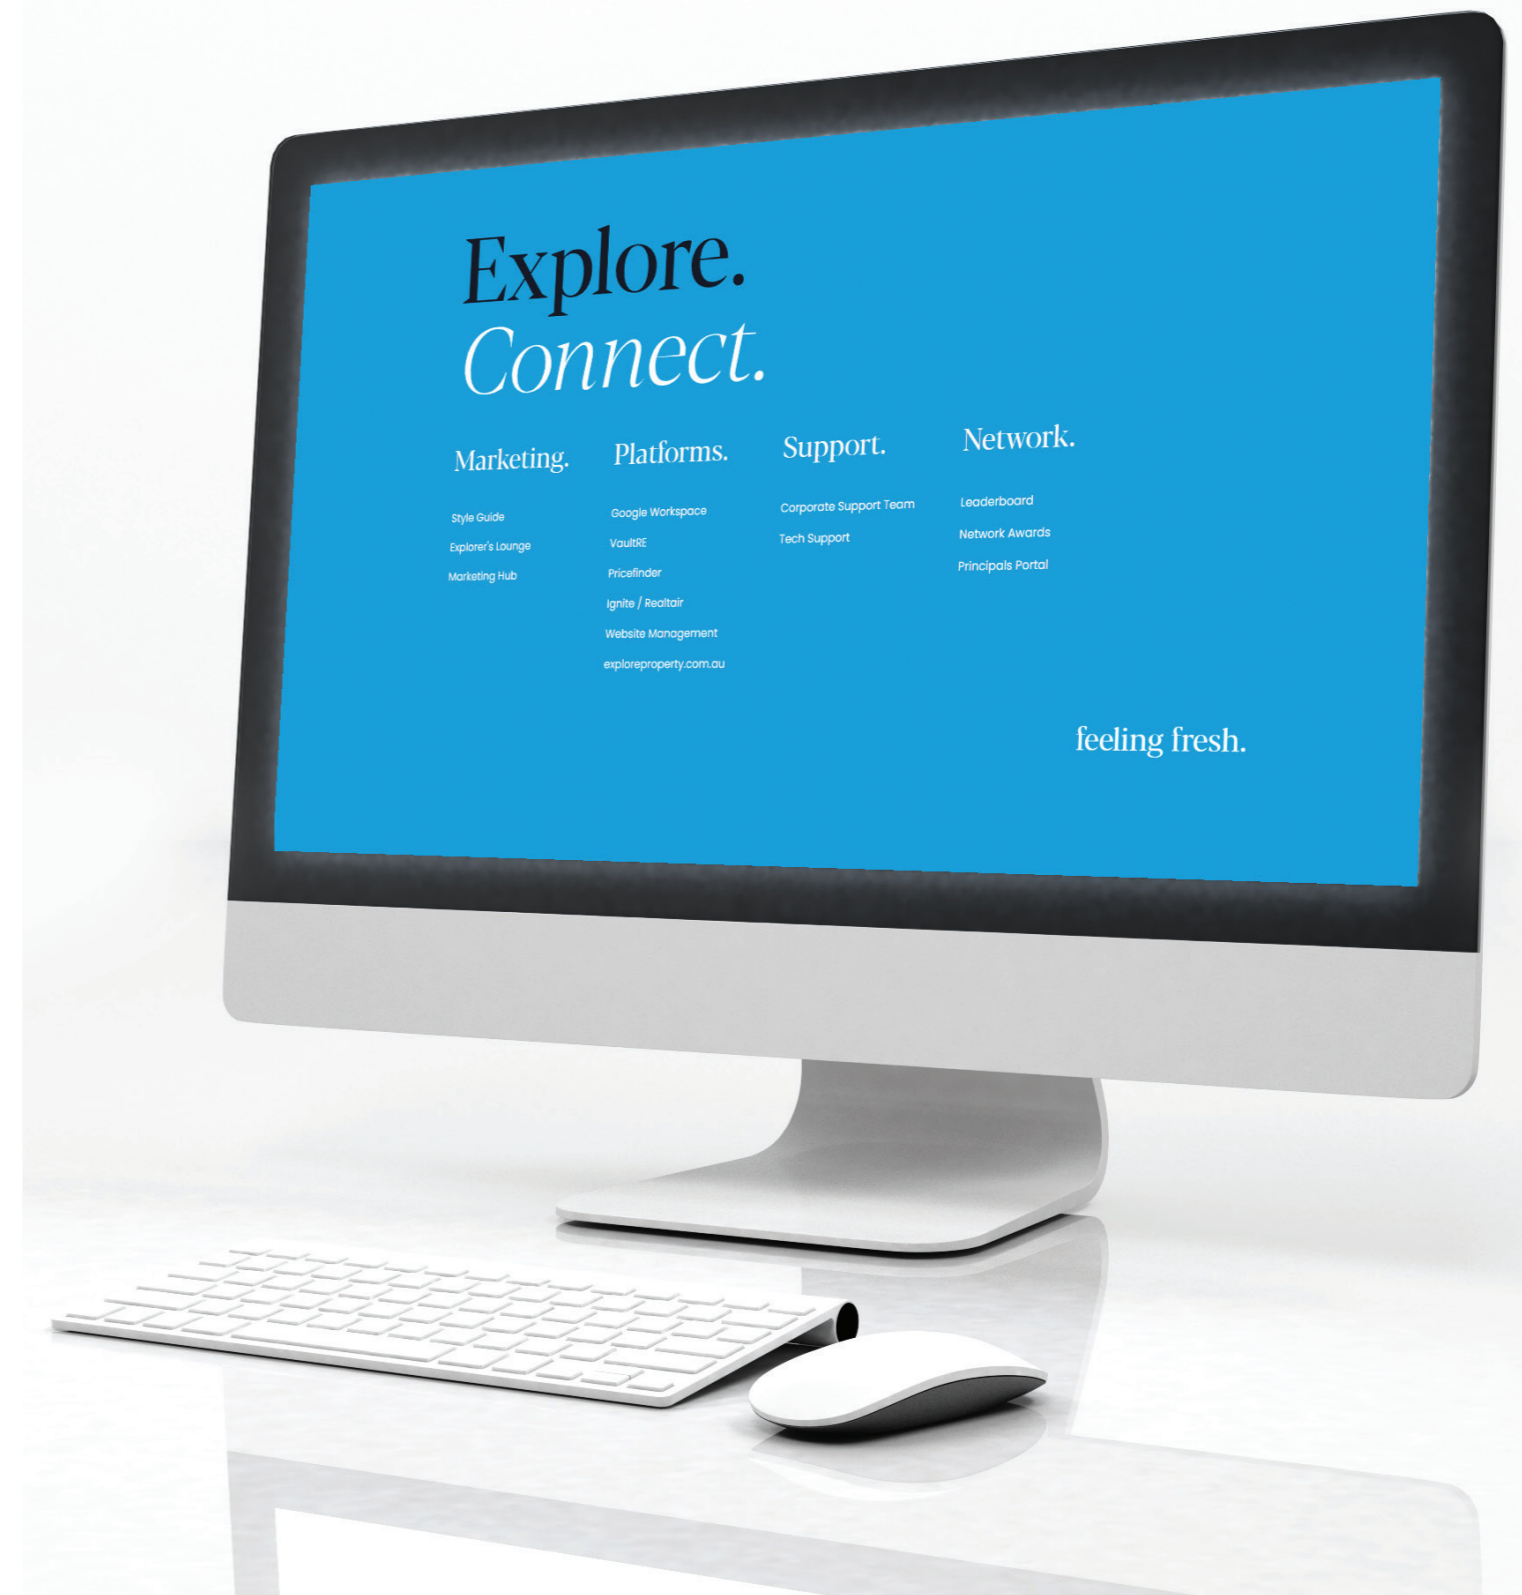 Explore.
Connect.
Marketing.
Style Guide
Explorer's Lounge
Marketing Hub
Platforms.
Google Workspace
VaultRE
Pricefinder
Ignite / Realtair
Website Management
exploreproperty.com.au
Support.
Corporate Support Team
Tech Support
Network.
Leaderboard
Network Awards
Principals Portal
feeling fresh.